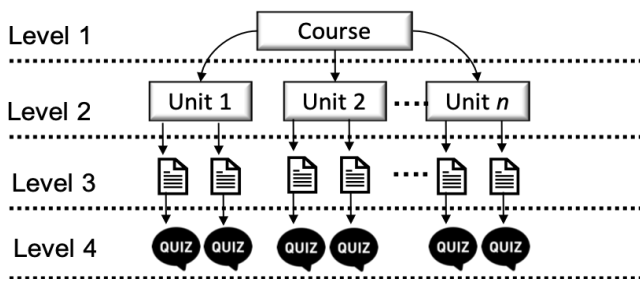 Level 1
Course
Level 2
Unit 1 Unit 2 Unit n
Level 3
Level 4
QUIZ QUIZ QUIZ QUIZ QUIZ QUIZ